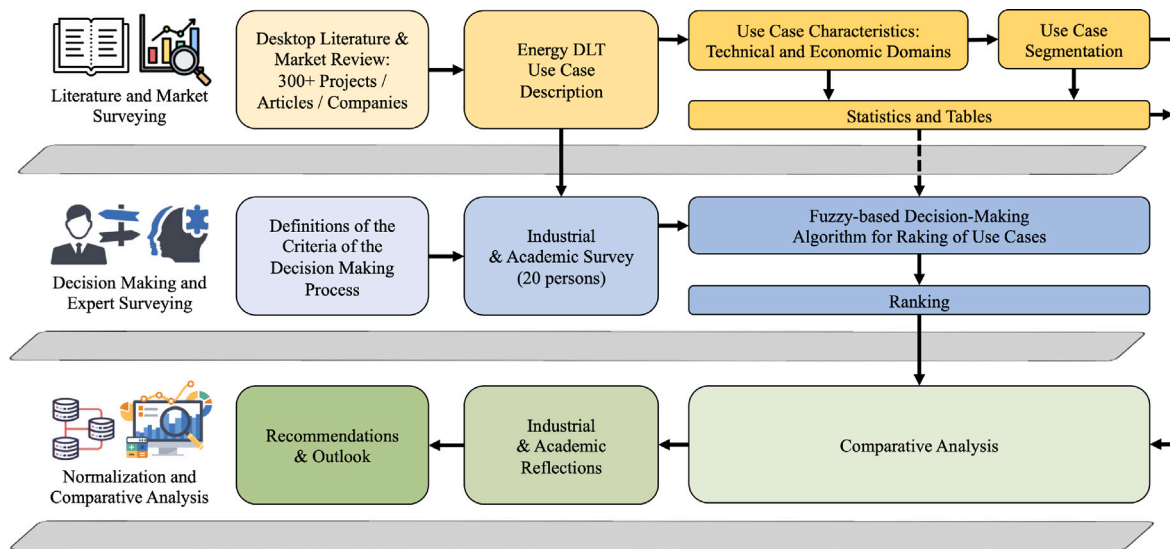 Literature and Market
Surveying
Desktop Literature &
Market Review:
300+ Projects /
Articles / Companies
Energy DLT
Use Case
Description
Use Case Characteristics:
Technical and Economic Domains
Use Case
Segmentation
Statistics and Tables
Decision Making and
Expert Surveying
Definitions of the
Criteria of the
Decision Making
Process
Industrial
& Academic Survey
(20 persons)
Fuzzy-based Decision-Making
Algorithm for Raking of Use Cases
Ranking
Normalization and
Comparative Analysis
Recommendations
& Outlook
Industrial
& Academic
Reflections
Comparative Analysis